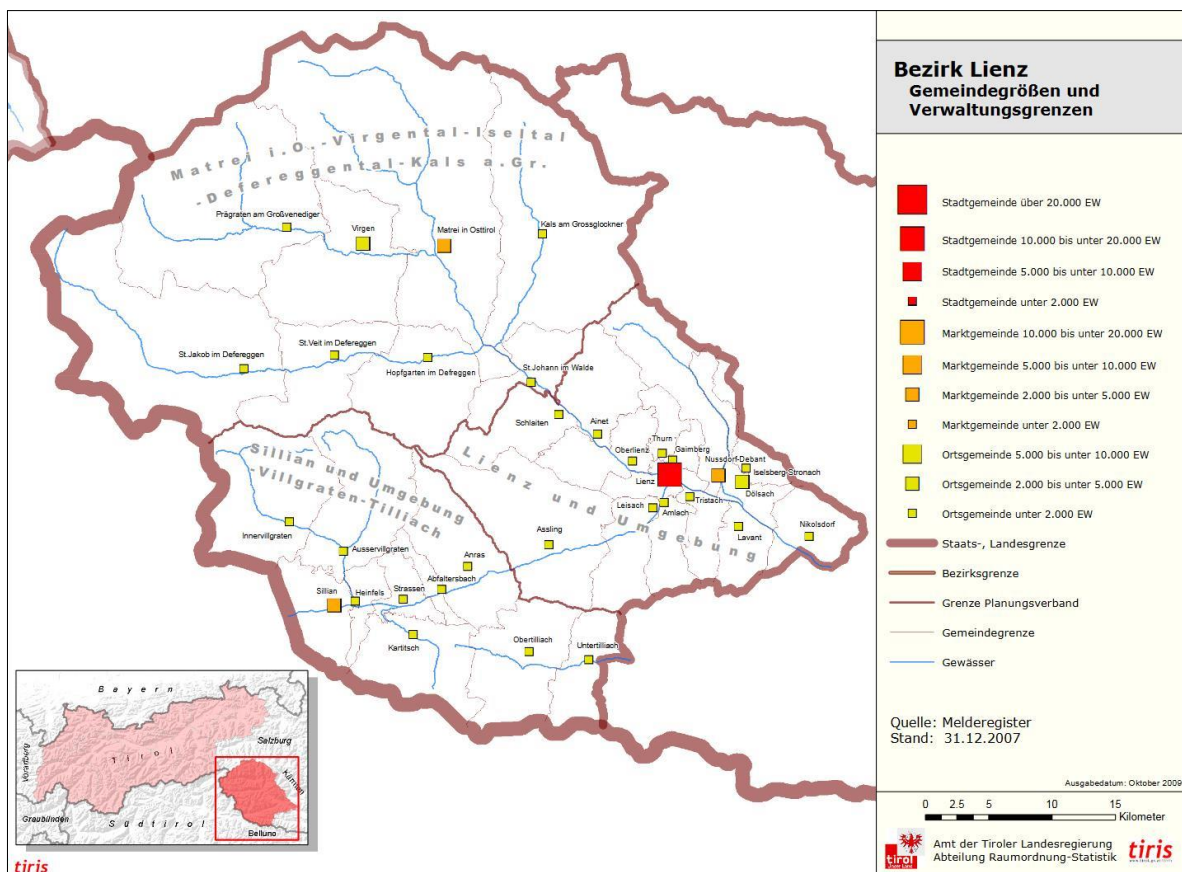 Bezirk Lienz
Gemeindegrößen und
Verwaltungsgrenzen
Matrei i.O.-Virgental-Iseltal
-Defereggental-Kals a.Gr.
Prägraten am Großvenediger
Virgen
Matrei in Osttirol
Kals am Grossglockner
St.Jakob im Defereggen
St.Veit im Defereggen
Hopfgarten im Defreggen
St.Johann im Walde
Schlaiten
Ainet
Oberlienz
Thurn
Gaimberg
Nussdorf-Debant
Iselsberg-Stronach
Lienz
Dölsach
Tristach
Leisach
Amlach
Lavant
Nikolsdorf
Lienz und Umgebung
Assling
Sillian und Umgebung
-Villgraten-Tilliach
Innervillgraten
Ausservillgraten
Anras
Abfaltersbach
Strassen
Heinfels
Sillian
Kartitsch
Obertilliach
Untertilliach
Stadtgemeinde über 20.000 EW
Stadtgemeinde 10.000 bis unter 20.000 EW
Stadtgemeinde 5.000 bis unter 10.000 EW
Stadtgemeinde unter 2.000 EW
Marktgemeinde 10.000 bis unter 20.000 EW
Marktgemeinde 5.000 bis unter 10.000 EW
Marktgemeinde 2.000 bis unter 5.000 EW
Marktgemeinde unter 2.000 EW
Ortsgemeinde 5.000 bis unter 10.000 EW
Ortsgemeinde 2.000 bis unter 5.000 EW
Ortsgemeinde unter 2.000 EW
Staats-, Landesgrenze
Bezirksgrenze
Grenze Planungsverband
Gemeindegrenze
Gewässer
Quelle: Melderegister
Stand: 31.12.2007
Ausgabedatum: Oktober 2009
0 2.5 5 10 15
Kilometer
Amt der Tiroler Landesregierung
Abteilung Raumordnung-Statistik
tirol
tiris
Bayern
Salzburg
Vorarlberg
Tirol
Kärnten
Graubünden
Südtirol
Belluno
tiris